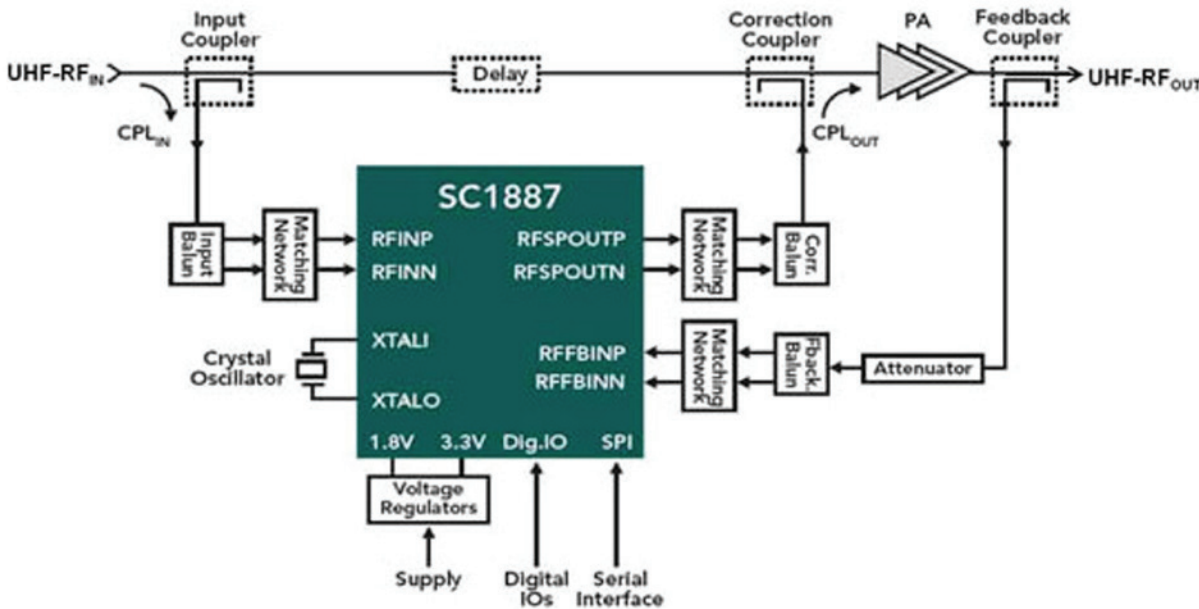 Input
Coupler
Correction
Coupler
PA
Feedback
Coupler
UHF-RFIN
Delay
UHF-RFOUT
CPLIN
CPLOUT
SC1887
Input
Balun
Matching
Network
RFINP
RFINN
RFSPOUTP
RFSPOUTN
Matching
Network
Corr.
Balun
Crystal
Oscillator
XTALI
XTALO
RFFBINP
RFFBINN
Matching
Network
Fback.
Balun
Attenuator
1.8V 3.3V Dig.IO SPI
Voltage
Regulators
Supply
Digital
IOs
Serial
Interface